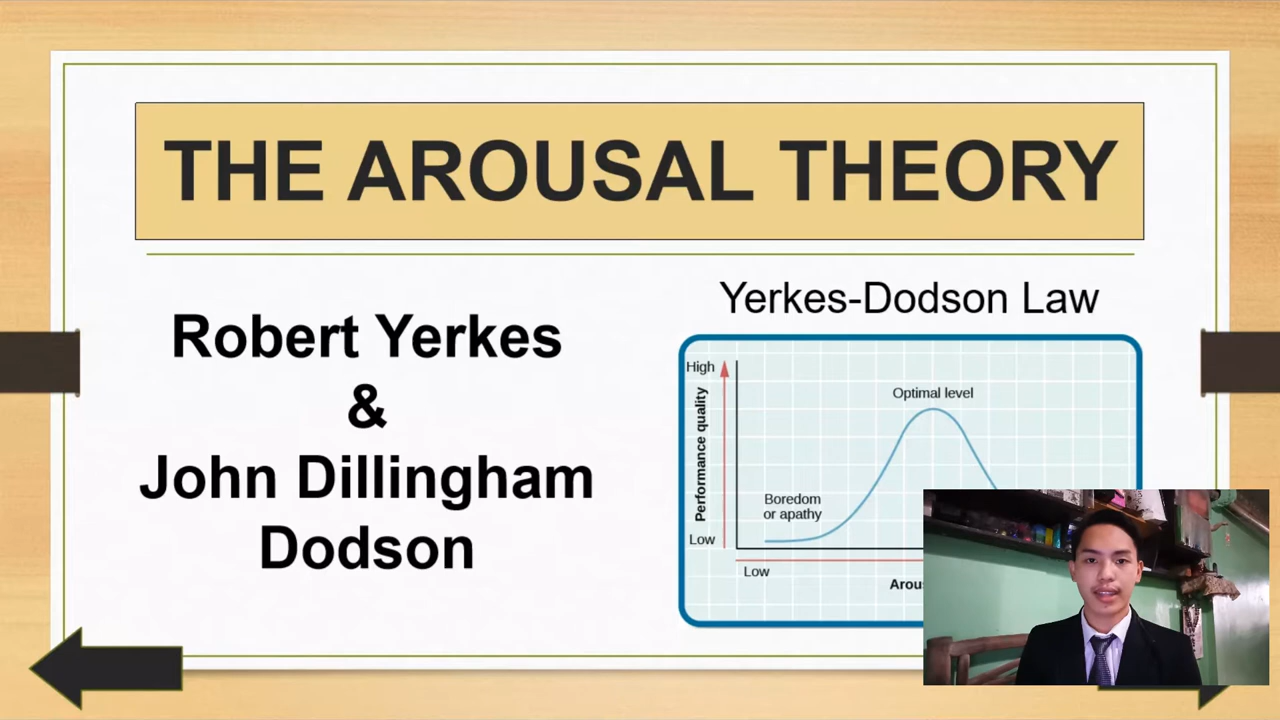 THE AROUSAL THEORY
Robert Yerkes
&
John Dillingham
Dodson
Yerkes-Dodson Law
High
Performance quality
Low
Optimal level
Boredom
or apathy
Low